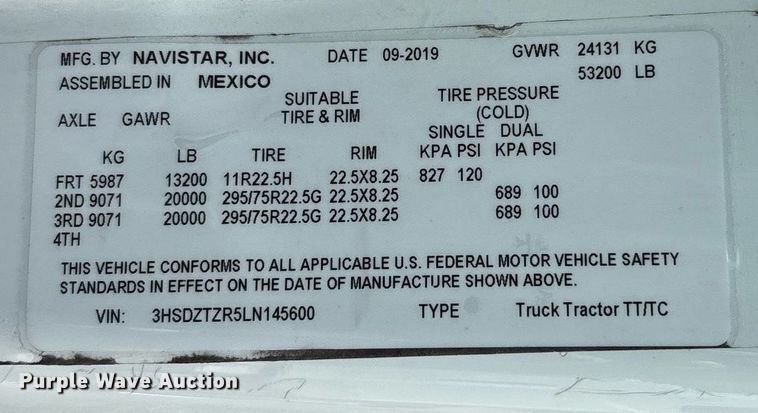 MFG. BY NAVISTAR, INC. DATE 09-2019 GVWR 24131 KG
ASSEMBLED IN MEXICO 53200 LB
SUITABLE TIRE PRESSURE
AXLE GAWR TIRE & RIM (COLD)
SINGLE DUAL
KG LB TIRE RIM KPA PSI KPA PSI
FRT 5987 13200 11R22.5H 22.5X8.25 827 120
2ND 9071 20000 295/75R22.5G 22.5X8.25 689 100
3RD 9071 20000 295/75R22.5G 22.5X8.25 689 100
4TH
THIS VEHICLE CONFORMS TO ALL APPLICABLE U.S. FEDERAL MOTOR VEHICLE SAFETY
STANDARDS IN EFFECT ON THE DATE OF MANUFACTURE SHOWN ABOVE.
VIN: 3HSDZTZR5LN145600 TYPE Truck Tractor TT/TC
Purple Wave Auction